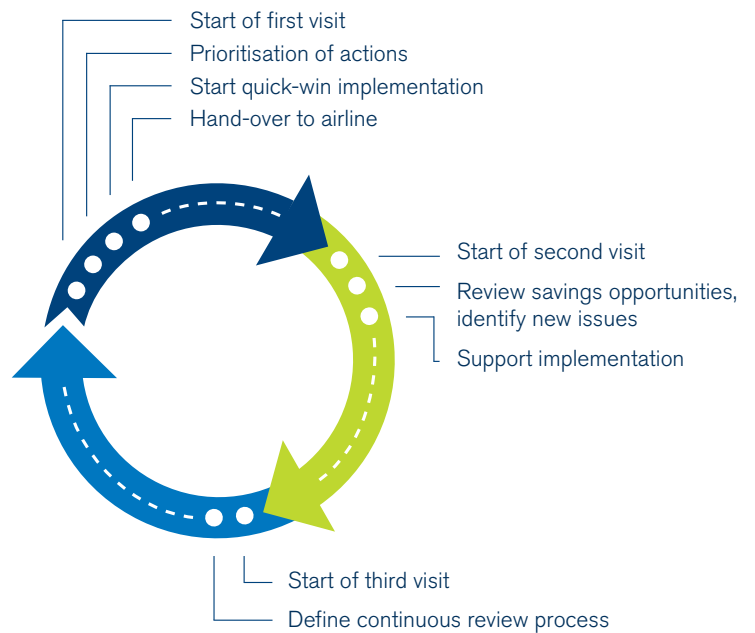 Start of first visit
Prioritisation of actions
Start quick-win implementation
Hand-over to airline
Start of second visit
Review savings opportunities,
identify new issues
Support implementation
Start of third visit
Define continuous review process